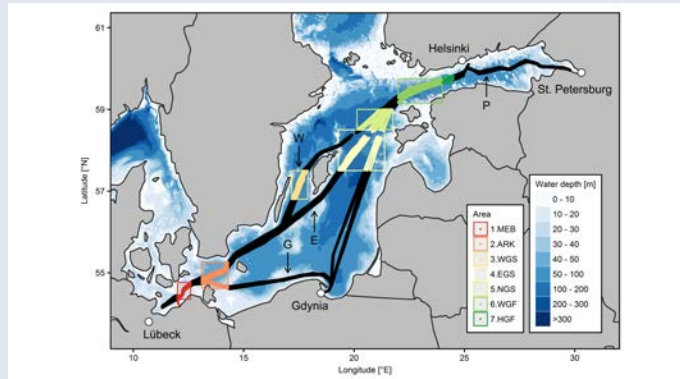 61
59
57
55
Latitude [°N]
10
15
20
25
30
Longitude [°E]
Helsinki
St. Petersburg
P
W
E
G
Gdynia
Lübeck
Area
1.MEB
2.ARK
3.WGS
4.EGS
5.NGS
6.WGF
7.HGF
Water depth [m]
0 - 10
10 - 20
20 - 30
30 - 40
40 - 50
50 - 100
100 - 200
200 - 300
>300